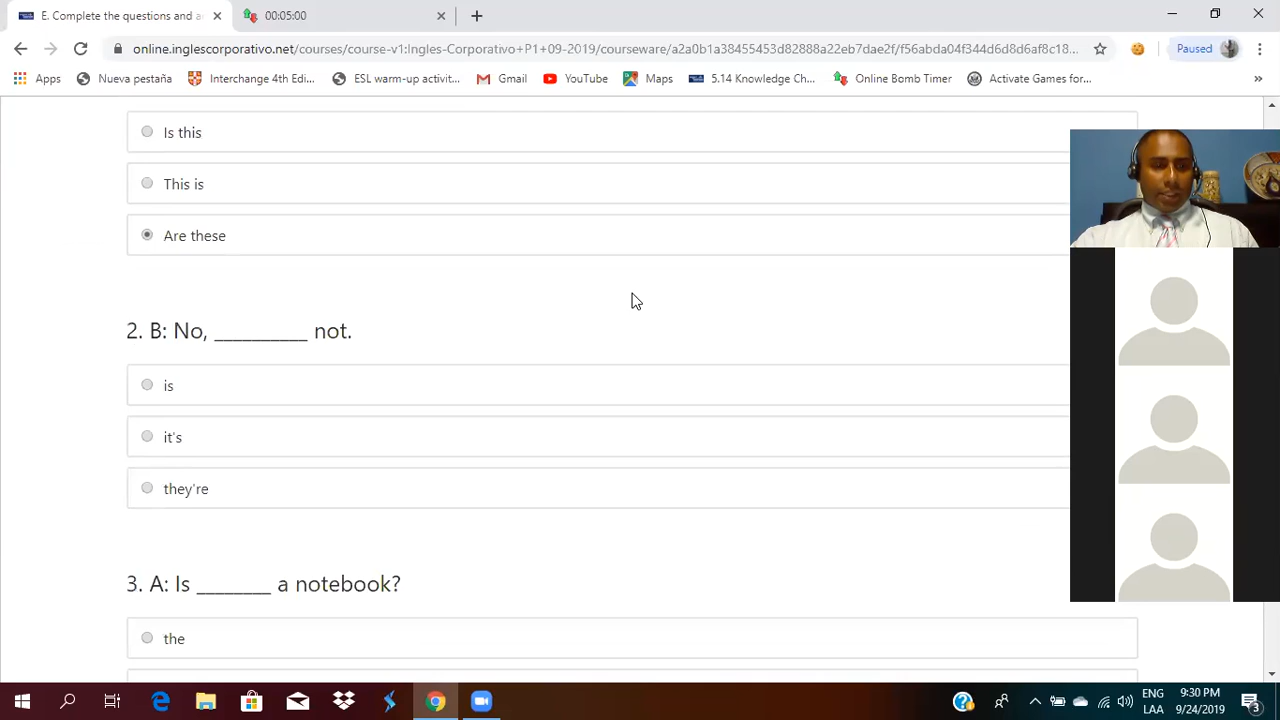 E. Complete the questions and a
00:05:00
online.inglescorporativo.net/courses/course-v1:Ingles-Corporativo+P1+09-2019/courseware/a2a0b1a38455453d82888a22eb7dae2f/f56abda04f344d6d8d6af8c18...
Paused
Apps
Nueva pestaña
Interchange 4th Edi...
ESL warm-up activit...
Gmail
YouTube
Maps
5.14 Knowledge Ch...
Online Bomb Timer
Activate Games for...
»
Is this
This is
Are these
2. B: No, __________ not.
is
it's
they're
3. A: Is ________ a notebook?
the
ENG
LAA
9:30 PM
9/24/2019
3